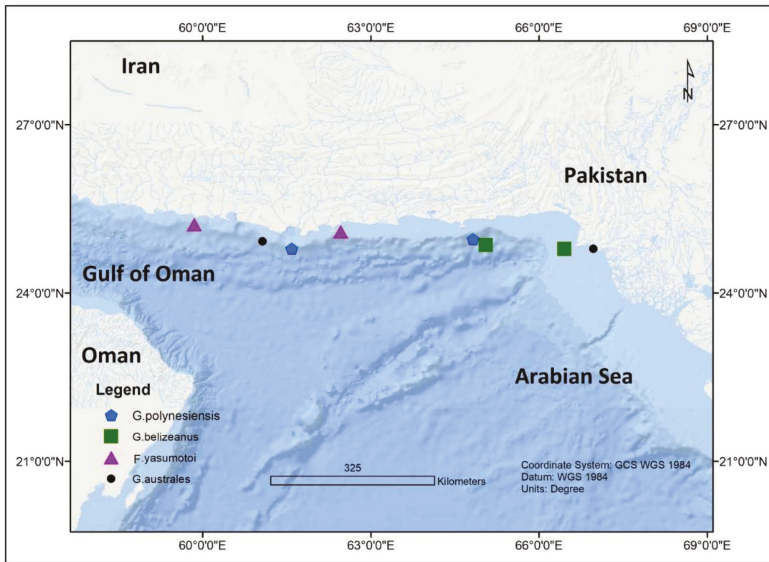 60°0'0"E 63°0'0"E 66°0'0"E 69°0'0"E
Iran
N
27°0'0"N 27°0'0"N
Pakistan
Gulf of Oman
24°0'0"N 24°0'0"N
Oman
Arabian Sea
Legend
G.polynesiensis
G.belizeanus
F.yasumotoi
G.australes
21°0'0"N 21°0'0"N
325
Kilometers
Coordinate System: GCS WGS 1984
Datum: WGS 1984
Units: Degree
60°0'0"E 63°0'0"E 66°0'0"E 69°0'0"E